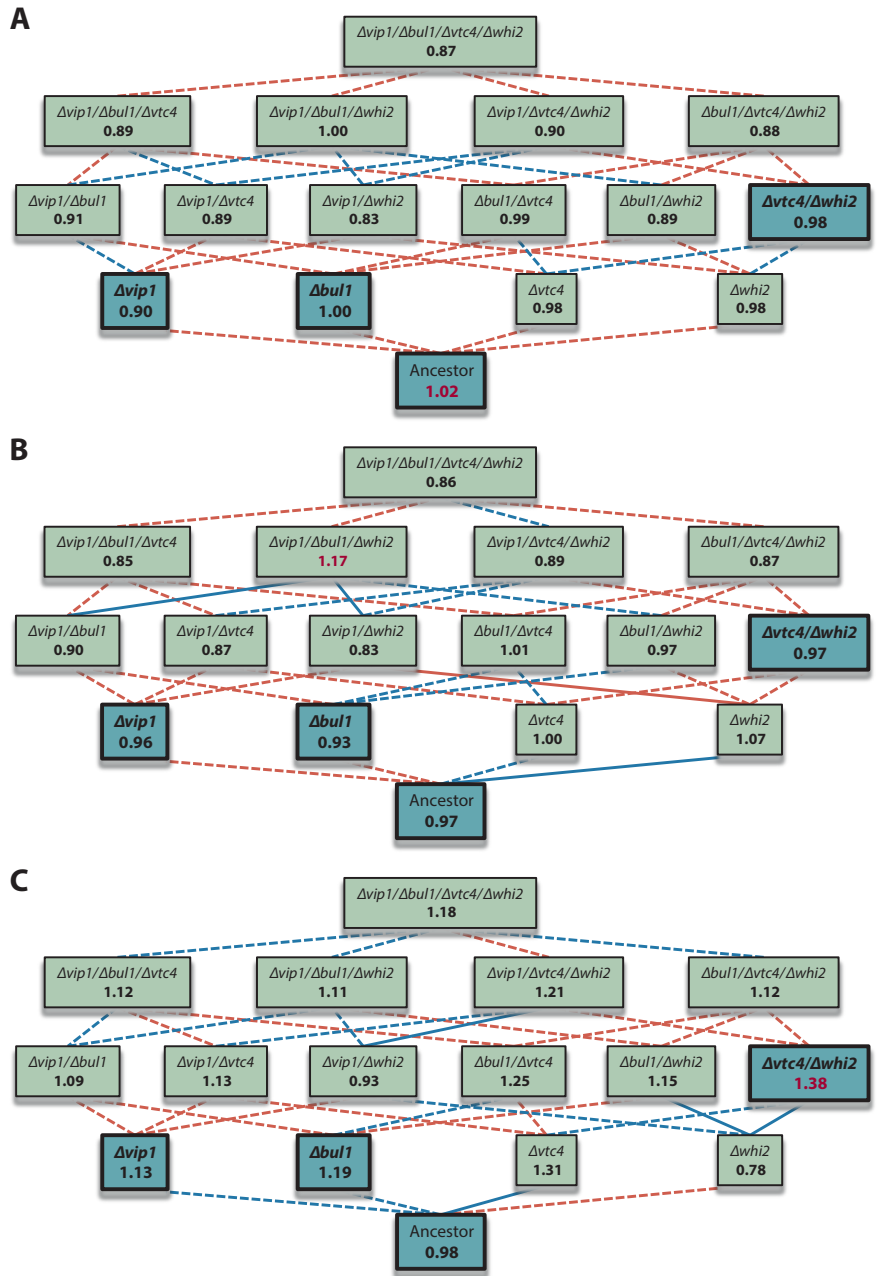 A
Δvip1/Δbul1/Δvtc4/Δwhi2
0.87
Δvip1/Δbul1/Δvtc4 Δvip1/Δbul1/Δwhi2 Δvip1/Δvtc4/Δwhi2 Δbul1/Δvtc4/Δwhi2
0.89 1.00 0.90 0.88
Δvip1/Δbul1 Δvip1/Δvtc4 Δvip1/Δwhi2 Δbul1/Δvtc4 Δbul1/Δwhi2 Δvtc4/Δwhi2
0.91 0.89 0.83 0.99 0.89 0.98
Δvip1 Δbul1 Δvtc4 Δwhi2
0.90 1.00 0.98 0.98
Ancestor
1.02
B
Δvip1/Δbul1/Δvtc4/Δwhi2
0.86
Δvip1/Δbul1/Δvtc4 Δvip1/Δbul1/Δwhi2 Δvip1/Δvtc4/Δwhi2 Δbul1/Δvtc4/Δwhi2
0.85 1.17 0.89 0.87
Δvip1/Δbul1 Δvip1/Δvtc4 Δvip1/Δwhi2 Δbul1/Δvtc4 Δbul1/Δwhi2 Δvtc4/Δwhi2
0.90 0.87 0.83 1.01 0.97 0.97
Δvip1 Δbul1 Δvtc4 Δwhi2
0.96 0.93 1.00 1.07
Ancestor
0.97
C
Δvip1/Δbul1/Δvtc4/Δwhi2
1.18
Δvip1/Δbul1/Δvtc4 Δvip1/Δbul1/Δwhi2 Δvip1/Δvtc4/Δwhi2 Δbul1/Δvtc4/Δwhi2
1.12 1.11 1.21 1.12
Δvip1/Δbul1 Δvip1/Δvtc4 Δvip1/Δwhi2 Δbul1/Δvtc4 Δbul1/Δwhi2 Δvtc4/Δwhi2
1.09 1.13 0.93 1.25 1.15 1.38
Δvip1 Δbul1 Δvtc4 Δwhi2
1.13 1.19 1.31 0.78
Ancestor
0.98